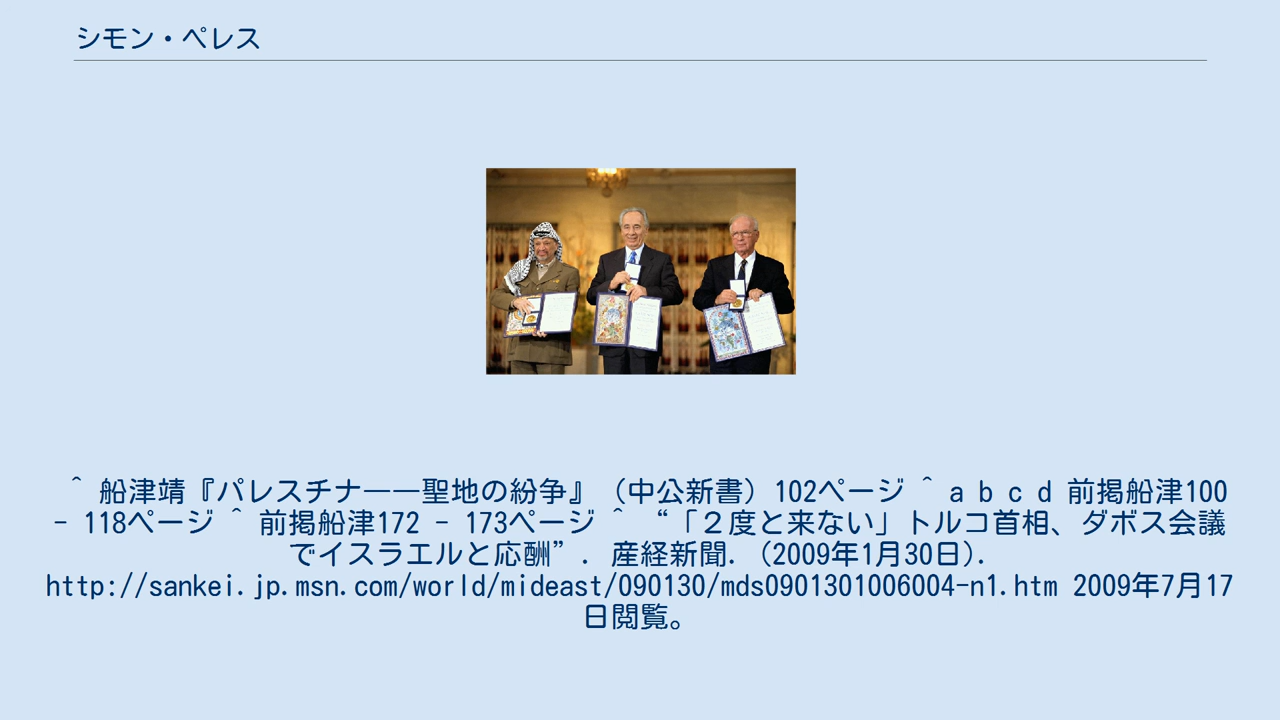 シモン・ペレス
^ 船津靖『パレスチナ――聖地の紛争』（中公新書）102ページ ^ a b c d 前掲船津100
- 118ページ ^ 前掲船津172 - 173ページ ^ “「２度と来ない」トルコ首相、ダボス会議
でイスラエルと応酬”. 産経新聞. (2009年1月30日).
http://sankei.jp.msn.com/world/mideast/090130/mds0901301006004-n1.htm 2009年7月17
日閲覧。